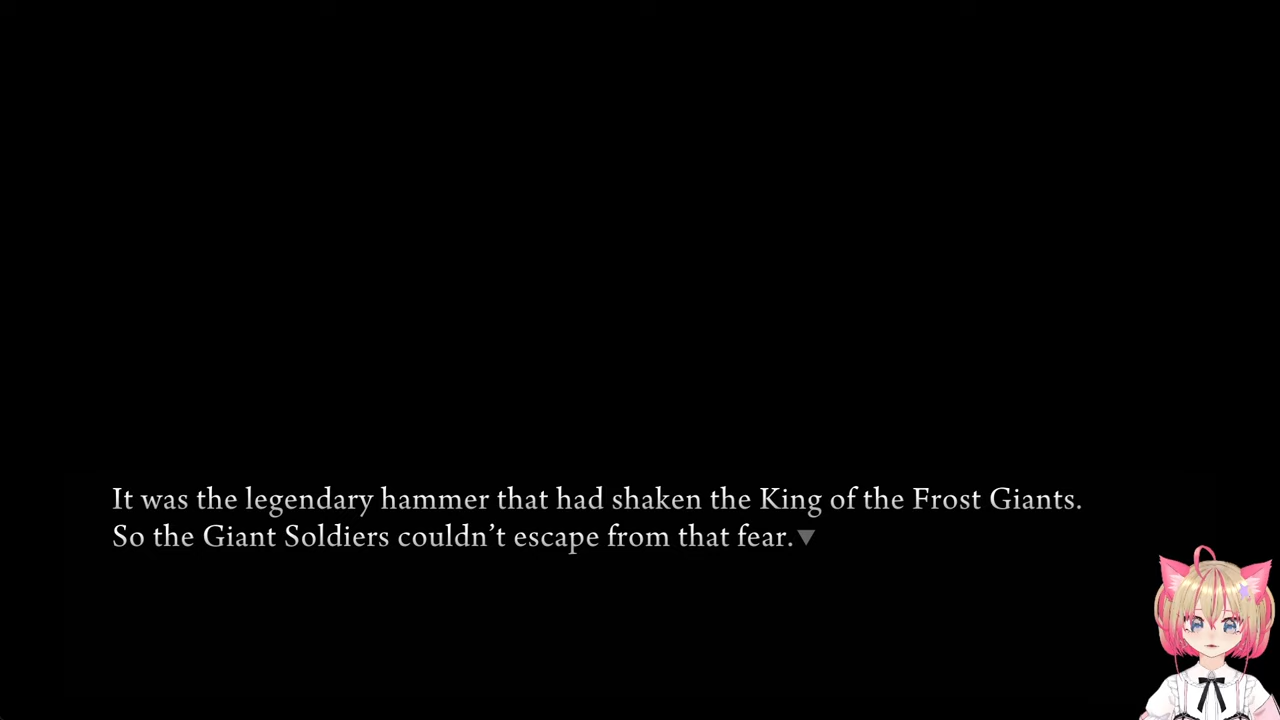 It was the legendary hammer that had shaken the King of the Frost Giants.
So the Giant Soldiers couldn’t escape from that fear.